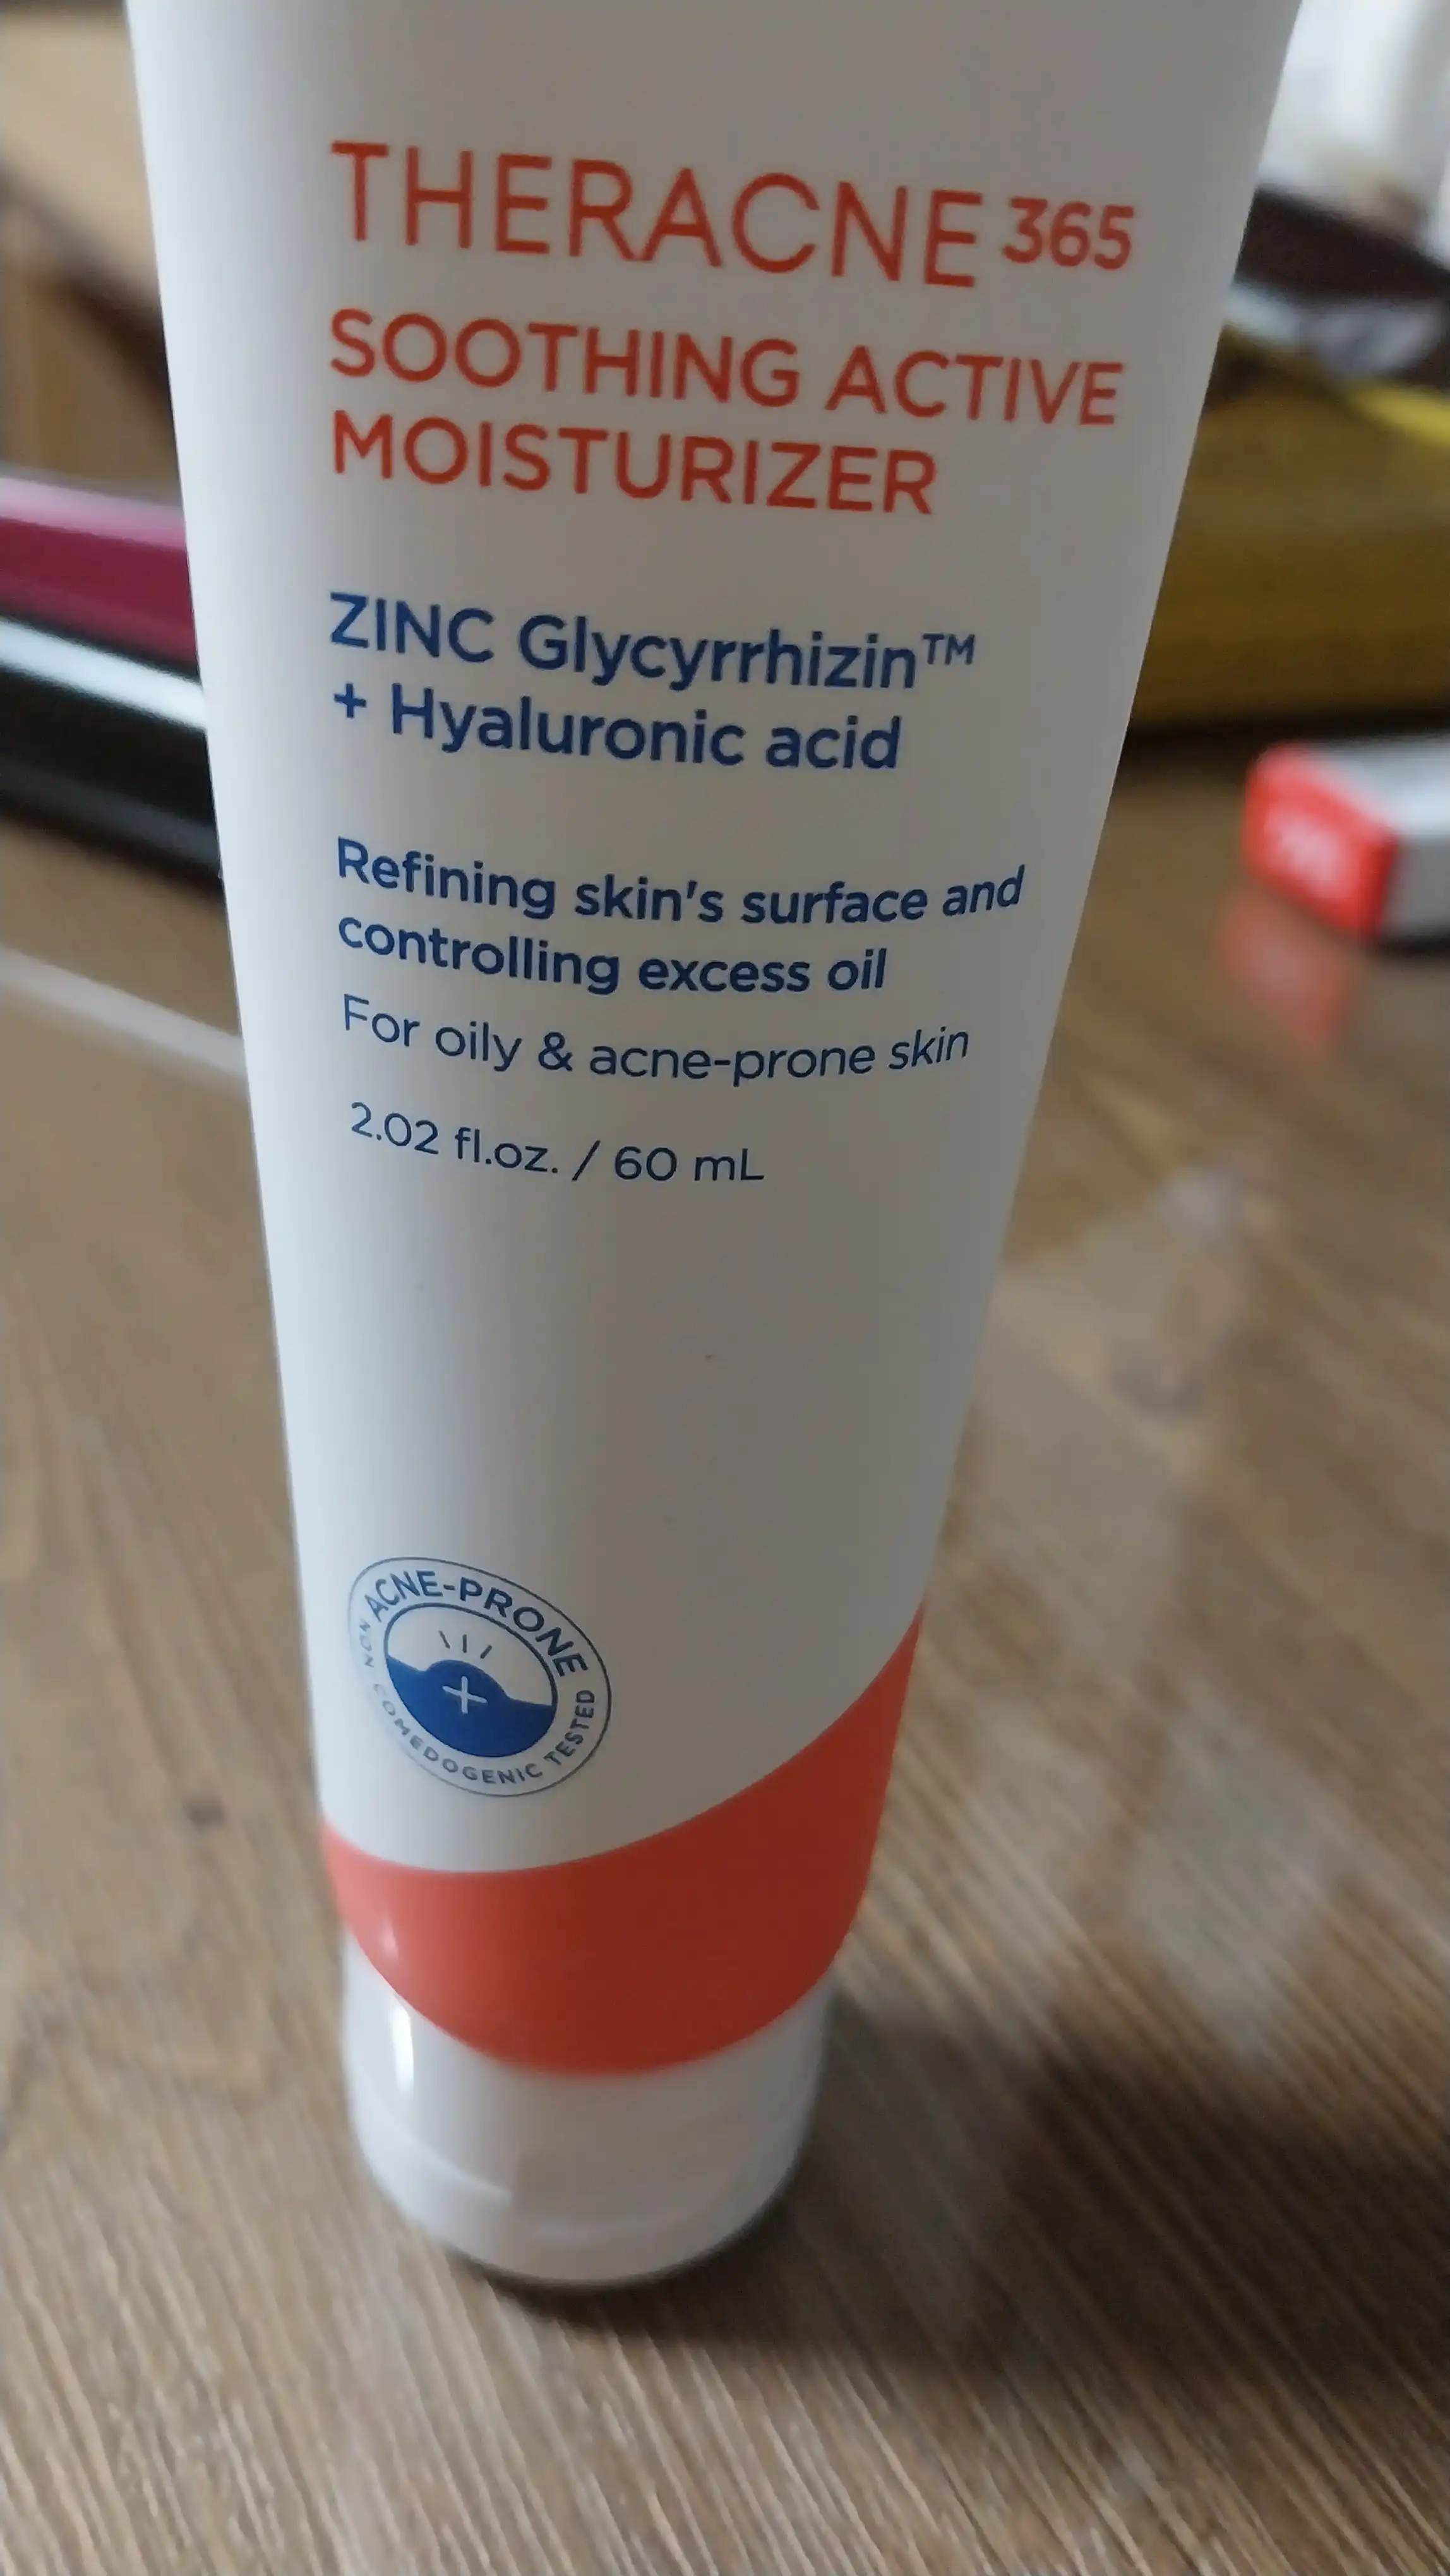 THERACNE 365
SOOTHING ACTIVE
MOISTURIZER
ZINC Glycyrrhizin™
+ Hyaluronic acid
Refining skin's surface and
controlling excess oil
For oily & acne-prone skin
2.02 fl.oz. / 60 mL
ACNE-PRONE
NON COMEDOGENIC TESTED